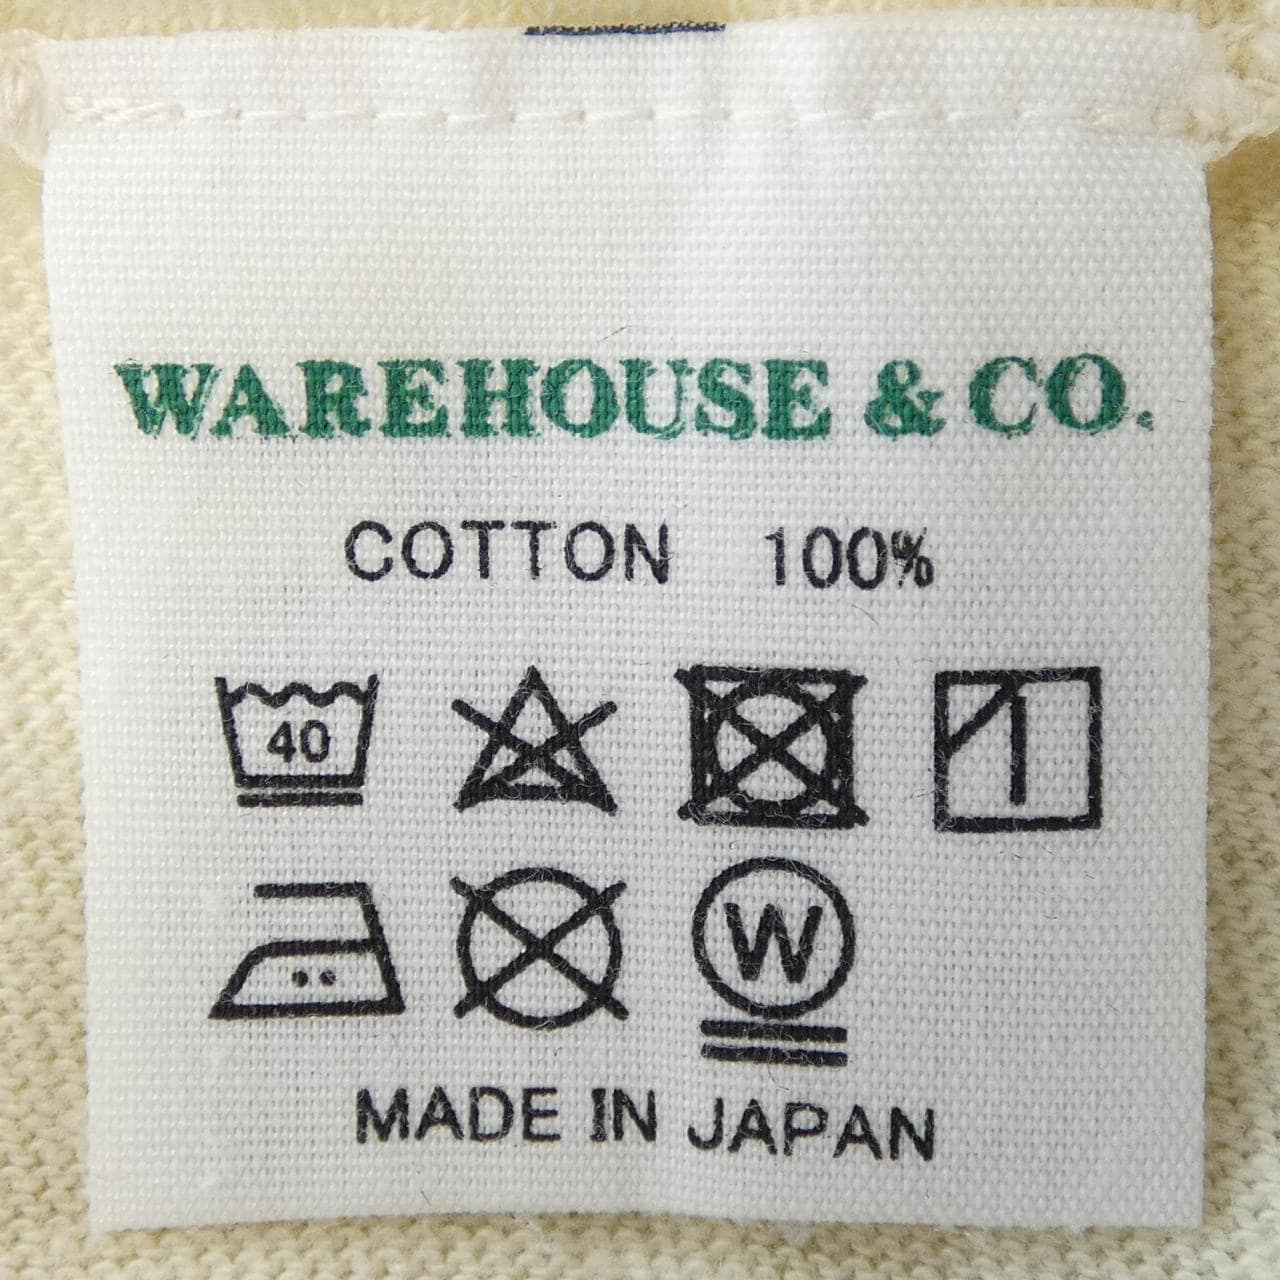 WAREHOUSE & CO.
COTTON 100%
40
W
MADE IN JAPAN